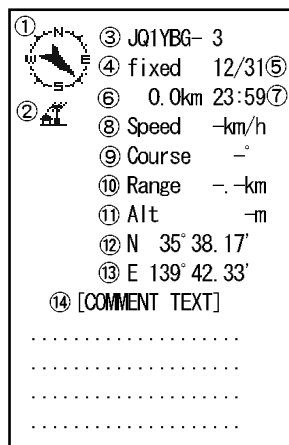 ① N
W E
S
② 
③ JQ1YBG- 3
④ fixed 12/31⑤
⑥ 0.0km 23:59⑦
⑧ Speed -km/h
⑨ Course -°
⑩ Range -.-km
⑪ Alt -m
⑫ N 35°38.17'
⑬ E 139°42.33'
⑭ [COMMENT TEXT]
....................
....................
....................
....................